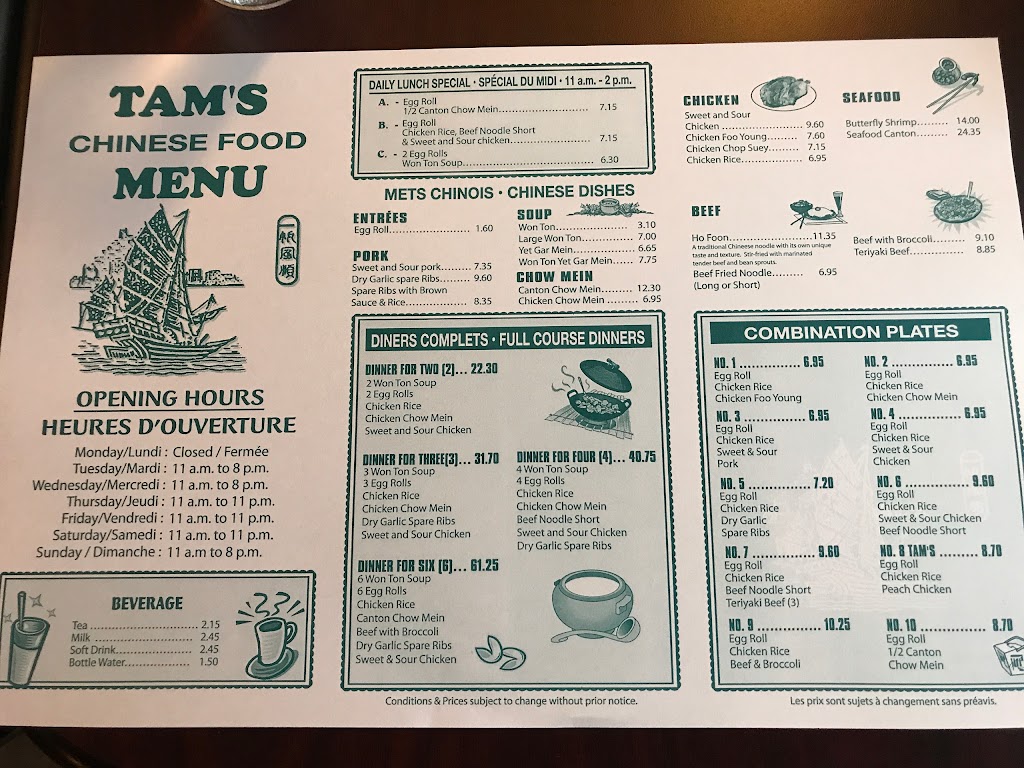 TAM'S
CHINESE FOOD
MENU
OPENING HOURS
HEURES D'OUVERTURE
Monday/Lundi : Closed / Fermée
Tuesday/Mardi : 11 a.m. to 8 p.m.
Wednesday/Mercredi : 11 a.m. to 8 p.m.
Thursday/Jeudi : 11 a.m. to 11 p.m.
Friday/Vendredi : 11 a.m. to 11 p.m.
Saturday/Samedi : 11 a.m. to 11 p.m.
Sunday / Dimanche : 11 a.m to 8 p.m.
BEVERAGE
Tea ........................... 2.15
Milk ........................... 2.45
Soft Drink.................. 2.45
Bottle Water............... 1.50
DAILY LUNCH SPECIAL • SPÉCIAL DU MIDI • 11 a.m. - 2 p.m.
A. - Egg Roll
1/2 Canton Chow Mein........................... 7.15
B. - Egg Roll
Chicken Rice, Beef Noodle Short
& Sweet and Sour chicken........................ 7.15
C. - 2 Egg Rolls
Won Ton Soup....................................... 6.30
METS CHINOIS • CHINESE DISHES
ENTRÉES
Egg Roll........................ 1.60
PORK
Sweet and Sour pork......... 7.35
Dry Garlic spare Ribs......... 9.60
Spare Ribs with Brown
Sauce & Rice................... 8.35
SOUP
Won Ton........................ 3.10
Large Won Ton............... 7.00
Yet Gar Mein.................. 6.65
Won Ton Yet Gar Mein...... 7.75
CHOW MEIN
Canton Chow Mein.......... 12.30
Chicken Chow Mein ......... 6.95
CHICKEN
Sweet and Sour
Chicken ........................ 9.60
Chicken Foo Young......... 7.60
Chicken Chop Suey......... 7.15
Chicken Rice.................. 6.95
SEAFOOD
Butterfly Shrimp......... 14.00
Seafood Canton......... 24.35
BEEF
Ho Foon........................11.35
A traditional Chineese noodle with its own unique
taste and texture. Stir-fried with marinated
tender beef and bean sprouts.
Beef Fried Noodle......... 6.95
(Long or Short)
Beef with Broccoli......... 9.10
Teriyaki Beef............... 8.85
DINERS COMPLETS • FULL COURSE DINNERS
DINNER FOR TWO (2)... 22.30
2 Won Ton Soup
2 Egg Rolls
Chicken Rice
Chicken Chow Mein
Sweet and Sour Chicken
DINNER FOR THREE(3)... 31.70
3 Won Ton Soup
3 Egg Rolls
Chicken Rice
Chicken Chow Mein
Dry Garlic Spare Ribs
Sweet and Sour Chicken
DINNER FOR FOUR (4)... 40.75
4 Won Ton Soup
4 Egg Rolls
Chicken Rice
Chicken Chow Mein
Beef Noodle Short
Sweet and Sour Chicken
Dry Garlic Spare Ribs
DINNER FOR SIX (6)... 61.25
6 Won Ton Soup
6 Egg Rolls
Chicken Rice
Canton Chow Mein
Beef with Broccoli
Dry Garlic Spare Ribs
Sweet & Sour Chicken
COMBINATION PLATES
NO. 1 ............... 6.95
Egg Roll
Chicken Rice
Chicken Foo Young
NO. 2 ............... 6.95
Egg Roll
Chicken Rice
Chicken Chow Mein
NO. 3 ............... 6.95
Egg Roll
Chicken Rice
Sweet & Sour
Pork
NO. 4 ............... 6.95
Egg Roll
Chicken Rice
Sweet & Sour
Chicken
NO. 5 ............... 7.20
Egg Roll
Chicken Rice
Dry Garlic
Spare Ribs
NO. 6 ............... 9.60
Egg Roll
Chicken Rice
Sweet & Sour Chicken
Beef Noodle Short
NO. 7 ............... 9.60
Egg Roll
Chicken Rice
Beef Noodle Short
Teriyaki Beef (3)
NO. 8 TAM'S .......... 8.70
Egg Roll
Chicken Rice
Peach Chicken
NO. 9 ............... 10.25
Egg Roll
Chicken Rice
Beef & Broccoli
NO. 10 ............... 8.70
Egg Roll
1/2 Canton
Chow Mein
Conditions & Prices subject to change without prior notice.
Les prix sont sujets à changement sans préavis.